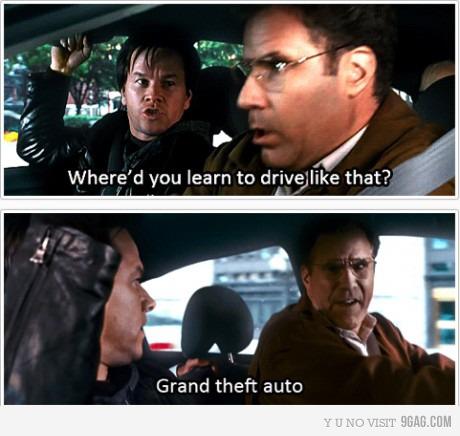 Where'd you learn to drive like that?
Grand theft auto
Y U NO VISIT 9GAG.COM